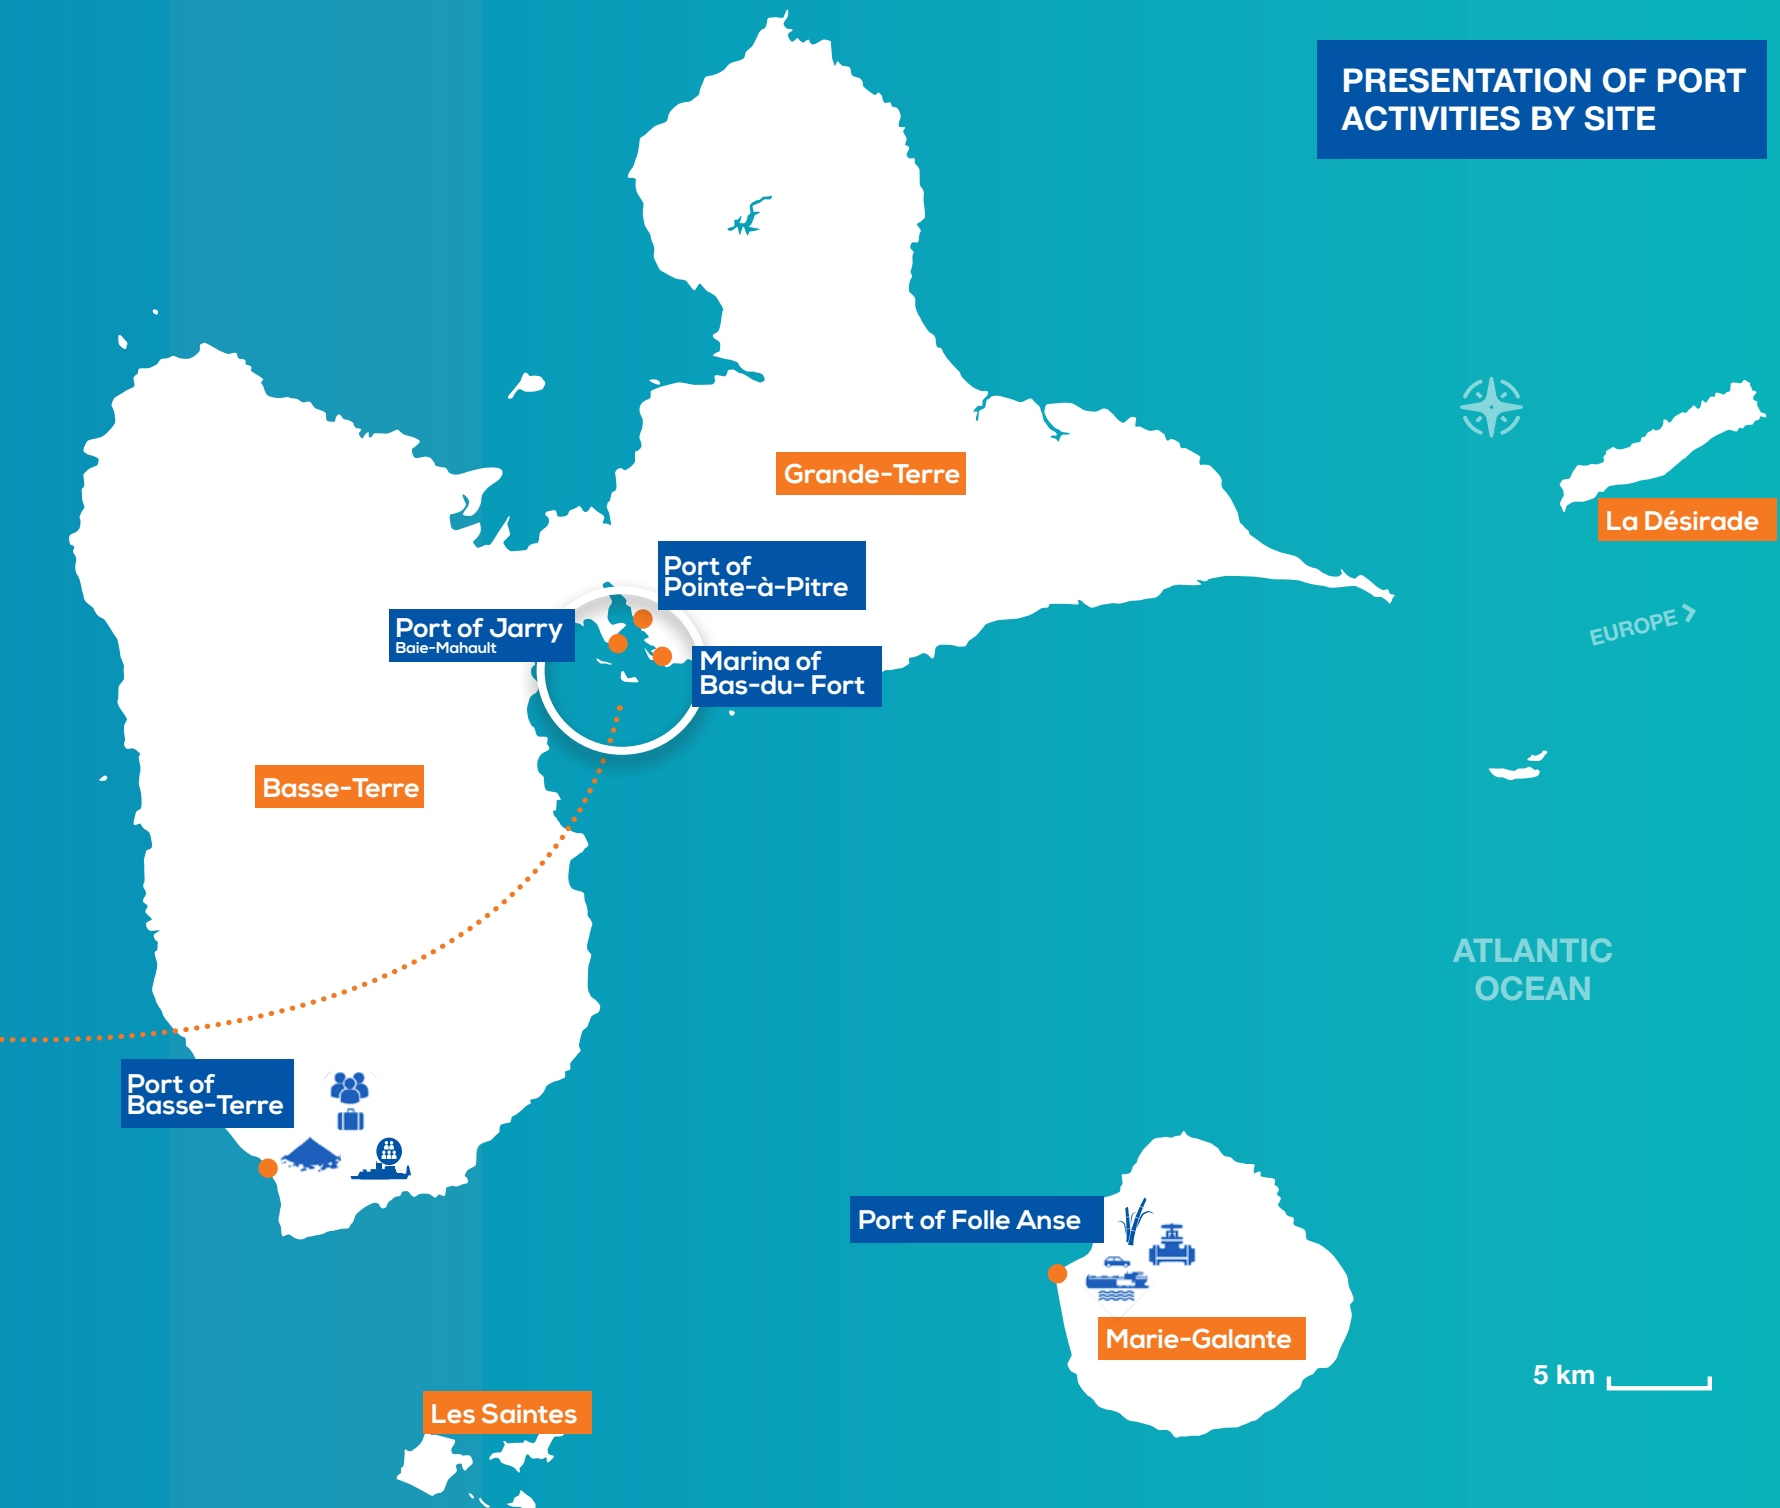 PRESENTATION OF PORT
ACTIVITIES BY SITE
Grande-Terre
La Désirade
Port of
Pointe-à-Pitre
Port of Jarry
Baie-Mahault
EUROPE >
Marina of
Bas-du- Fort
Basse-Terre
ATLANTIC
OCEAN
Port of
Basse-Terre
Port of Folle Anse
Marie-Galante
5 km
Les Saintes